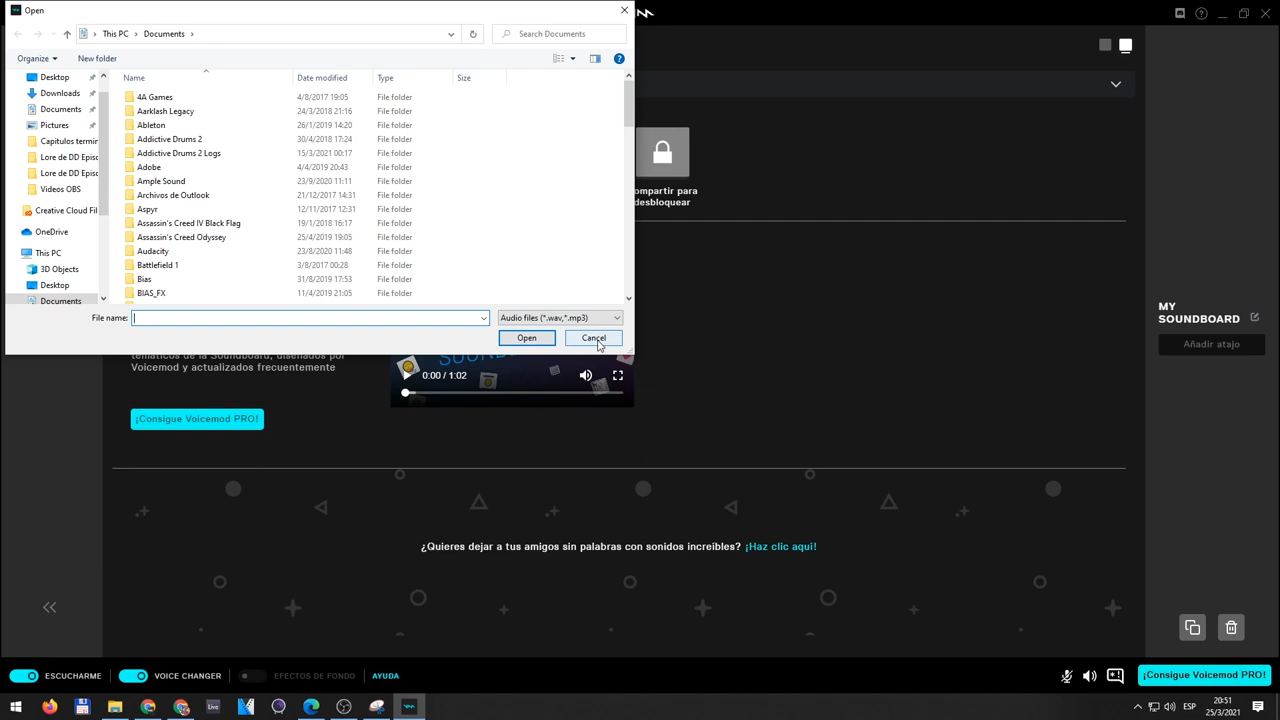 Open
This PC
Documents
Search Documents
Organize
New folder
Name
Date modified
Type
Size
Desktop
Downloads
Documents
Pictures
Capitulos termin
Lore de DD Episo
Lore de DD Episo
Videos OBS
Creative Cloud Fil
OneDrive
This PC
3D Objects
Desktop
Documents
4A Games 4/8/2017 19:05 File folder
Aarklash Legacy 24/3/2018 21:16 File folder
Ableton 26/1/2019 14:20 File folder
Addictive Drums 2 30/4/2018 17:24 File folder
Addictive Drums 2 Logs 15/3/2021 00:17 File folder
Adobe 4/4/2019 20:43 File folder
Ample Sound 23/9/2020 11:11 File folder
Archivos de Outlook 21/12/2017 14:31 File folder
Aspyr 12/11/2017 12:31 File folder
Assassin's Creed IV Black Flag 19/1/2018 16:17 File folder
Assassin's Creed Odyssey 25/4/2019 19:05 File folder
Audacity 23/8/2020 11:48 File folder
Battlefield 1 3/8/2017 00:28 File folder
Bias 31/8/2019 17:53 File folder
BIAS_FX 11/4/2019 21:05 File folder
File name:
Audio files (*.wav,*.mp3)
Open
Cancel
ompartir para
desbloquear
MY
SOUNDBOARD
Añadir atajo
temáticos de la Soundboard, diseñados por
Voicemod y actualizados frecuentemente
¡Consigue Voicemod PRO!
0:00 / 1:02
¿Quieres dejar a tus amigos sin palabras con sonidos increíbles? ¡Haz clic aquí!
ESCUCHARME
VOICE CHANGER
EFECTOS DE FONDO
AYUDA
¡Consigue Voicemod PRO!
Live
ESP
20:51
25/3/2021